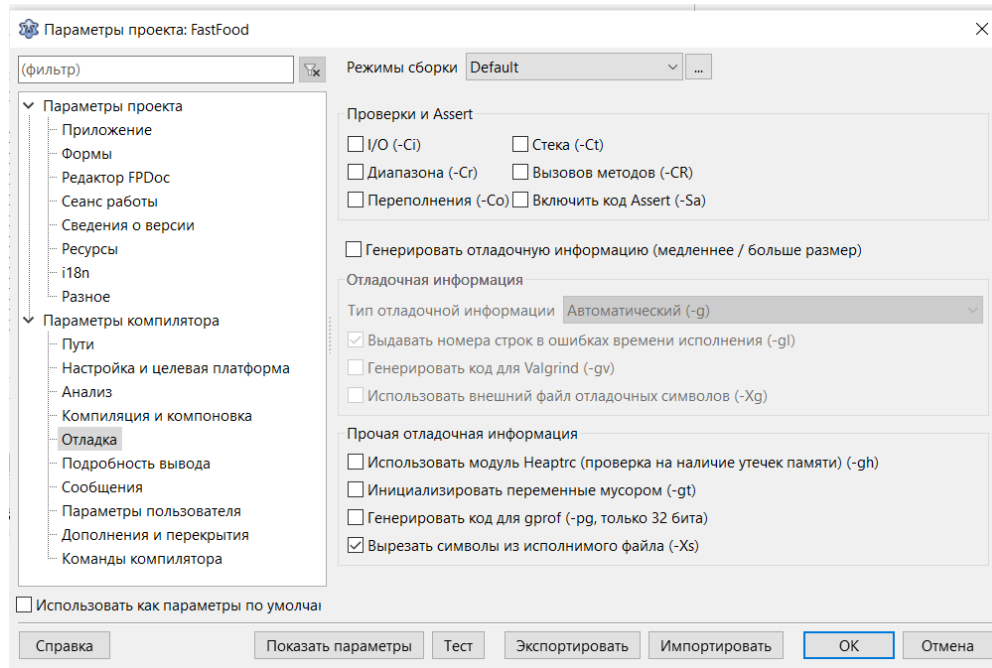 Параметры проекта: FastFood
(фильтр)
Режимы сборки Default ...
Параметры проекта
Приложение
Формы
Редактор FPDoc
Сеанс работы
Сведения о версии
Ресурсы
i18n
Разное
Параметры компилятора
Пути
Настройка и целевая платформа
Анализ
Компиляция и компоновка
Отладка
Подробность вывода
Сообщения
Параметры пользователя
Дополнения и перекрытия
Команды компилятора
Проверки и Assert
I/O (-Ci) Стека (-Ct)
Диапазона (-Cr) Вызовов методов (-CR)
Переполнения (-Co) Включить код Assert (-Sa)
Генерировать отладочную информацию (медленнее / больше размер)
Отладочная информация
Тип отладочной информации Автоматический (-g)
Выдавать номера строк в ошибках времени исполнения (-gl)
Генерировать код для Valgrind (-gv)
Использовать внешний файл отладочных символов (-Xg)
Прочая отладочная информация
Использовать модуль Heaptrc (проверка на наличие утечек памяти) (-gh)
Инициализировать переменные мусором (-gt)
Генерировать код для gprof (-pg, только 32 бита)
Вырезать символы из исполнимого файла (-Xs)
Использовать как параметры по умолча
Справка Показать параметры Тест Экспортировать Импортировать OK Отмена